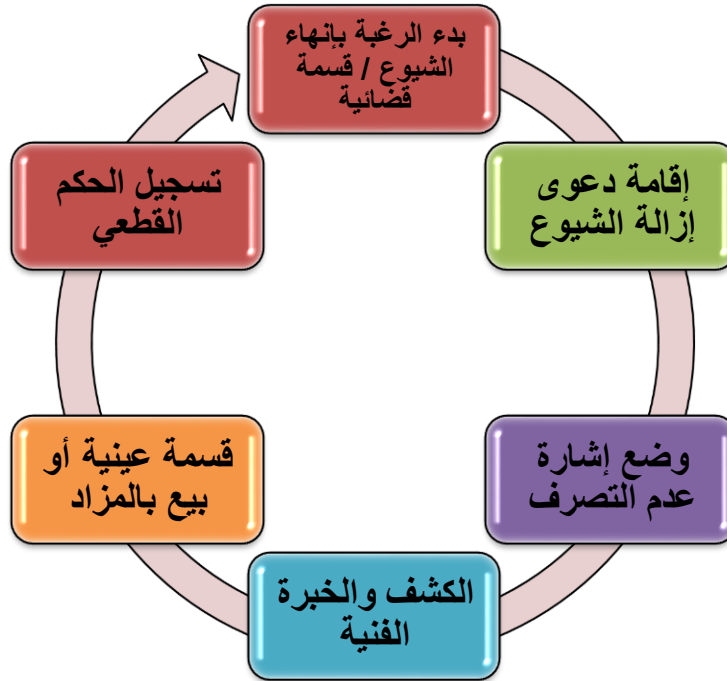 بدء الرغبة بإنهاء
الشيوع / قسمة
قضائية
إقامة دعوى
إزالة الشيوع
وضع إشارة
عدم التصرف
الكشف والخبرة
الفنية
قسمة عينية أو
بيع بالمزاد
تسجيل الحكم
القطعي